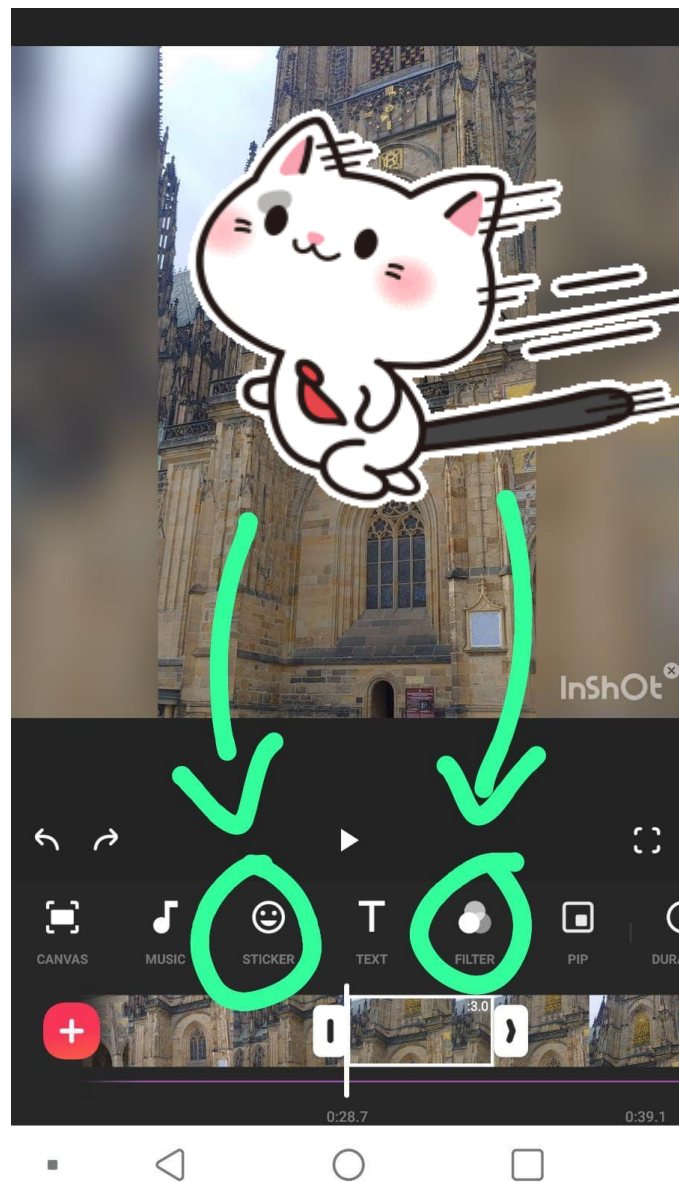 InShOt
CANVAS
MUSIC
STICKER
TEXT
FILTER
PIP
DURA
:3.0
0:28.7
0:39.1